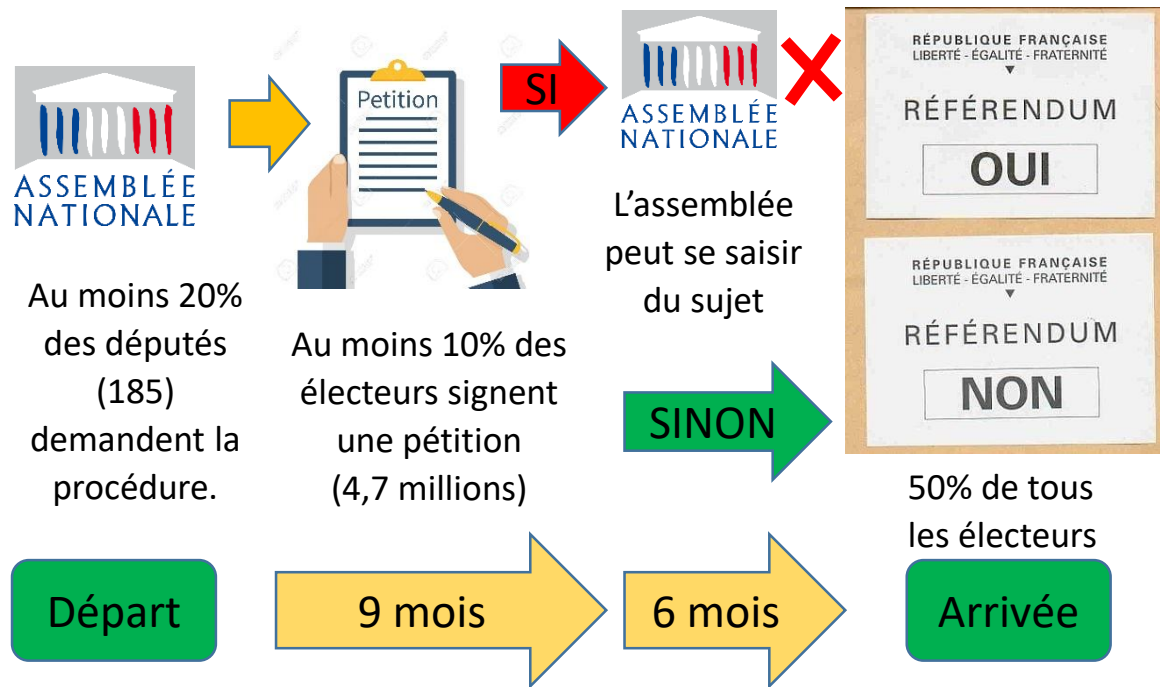 ASSEMBLÉE
NATIONALE
Au moins 20%
des députés
(185)
demandent la
procédure.
Petition
Au moins 10% des
électeurs signent
une pétition
(4,7 millions)
SI
ASSEMBLÉE
NATIONALE
L’assemblée
peut se saisir
du sujet
SINON
RÉPUBLIQUE FRANÇAISE
LIBERTÉ - ÉGALITÉ - FRATERNITÉ
RÉFÉRENDUM
OUI
RÉPUBLIQUE FRANÇAISE
LIBERTÉ - ÉGALITÉ - FRATERNITÉ
RÉFÉRENDUM
NON
50% de tous
les électeurs
Départ
9 mois
6 mois
Arrivée